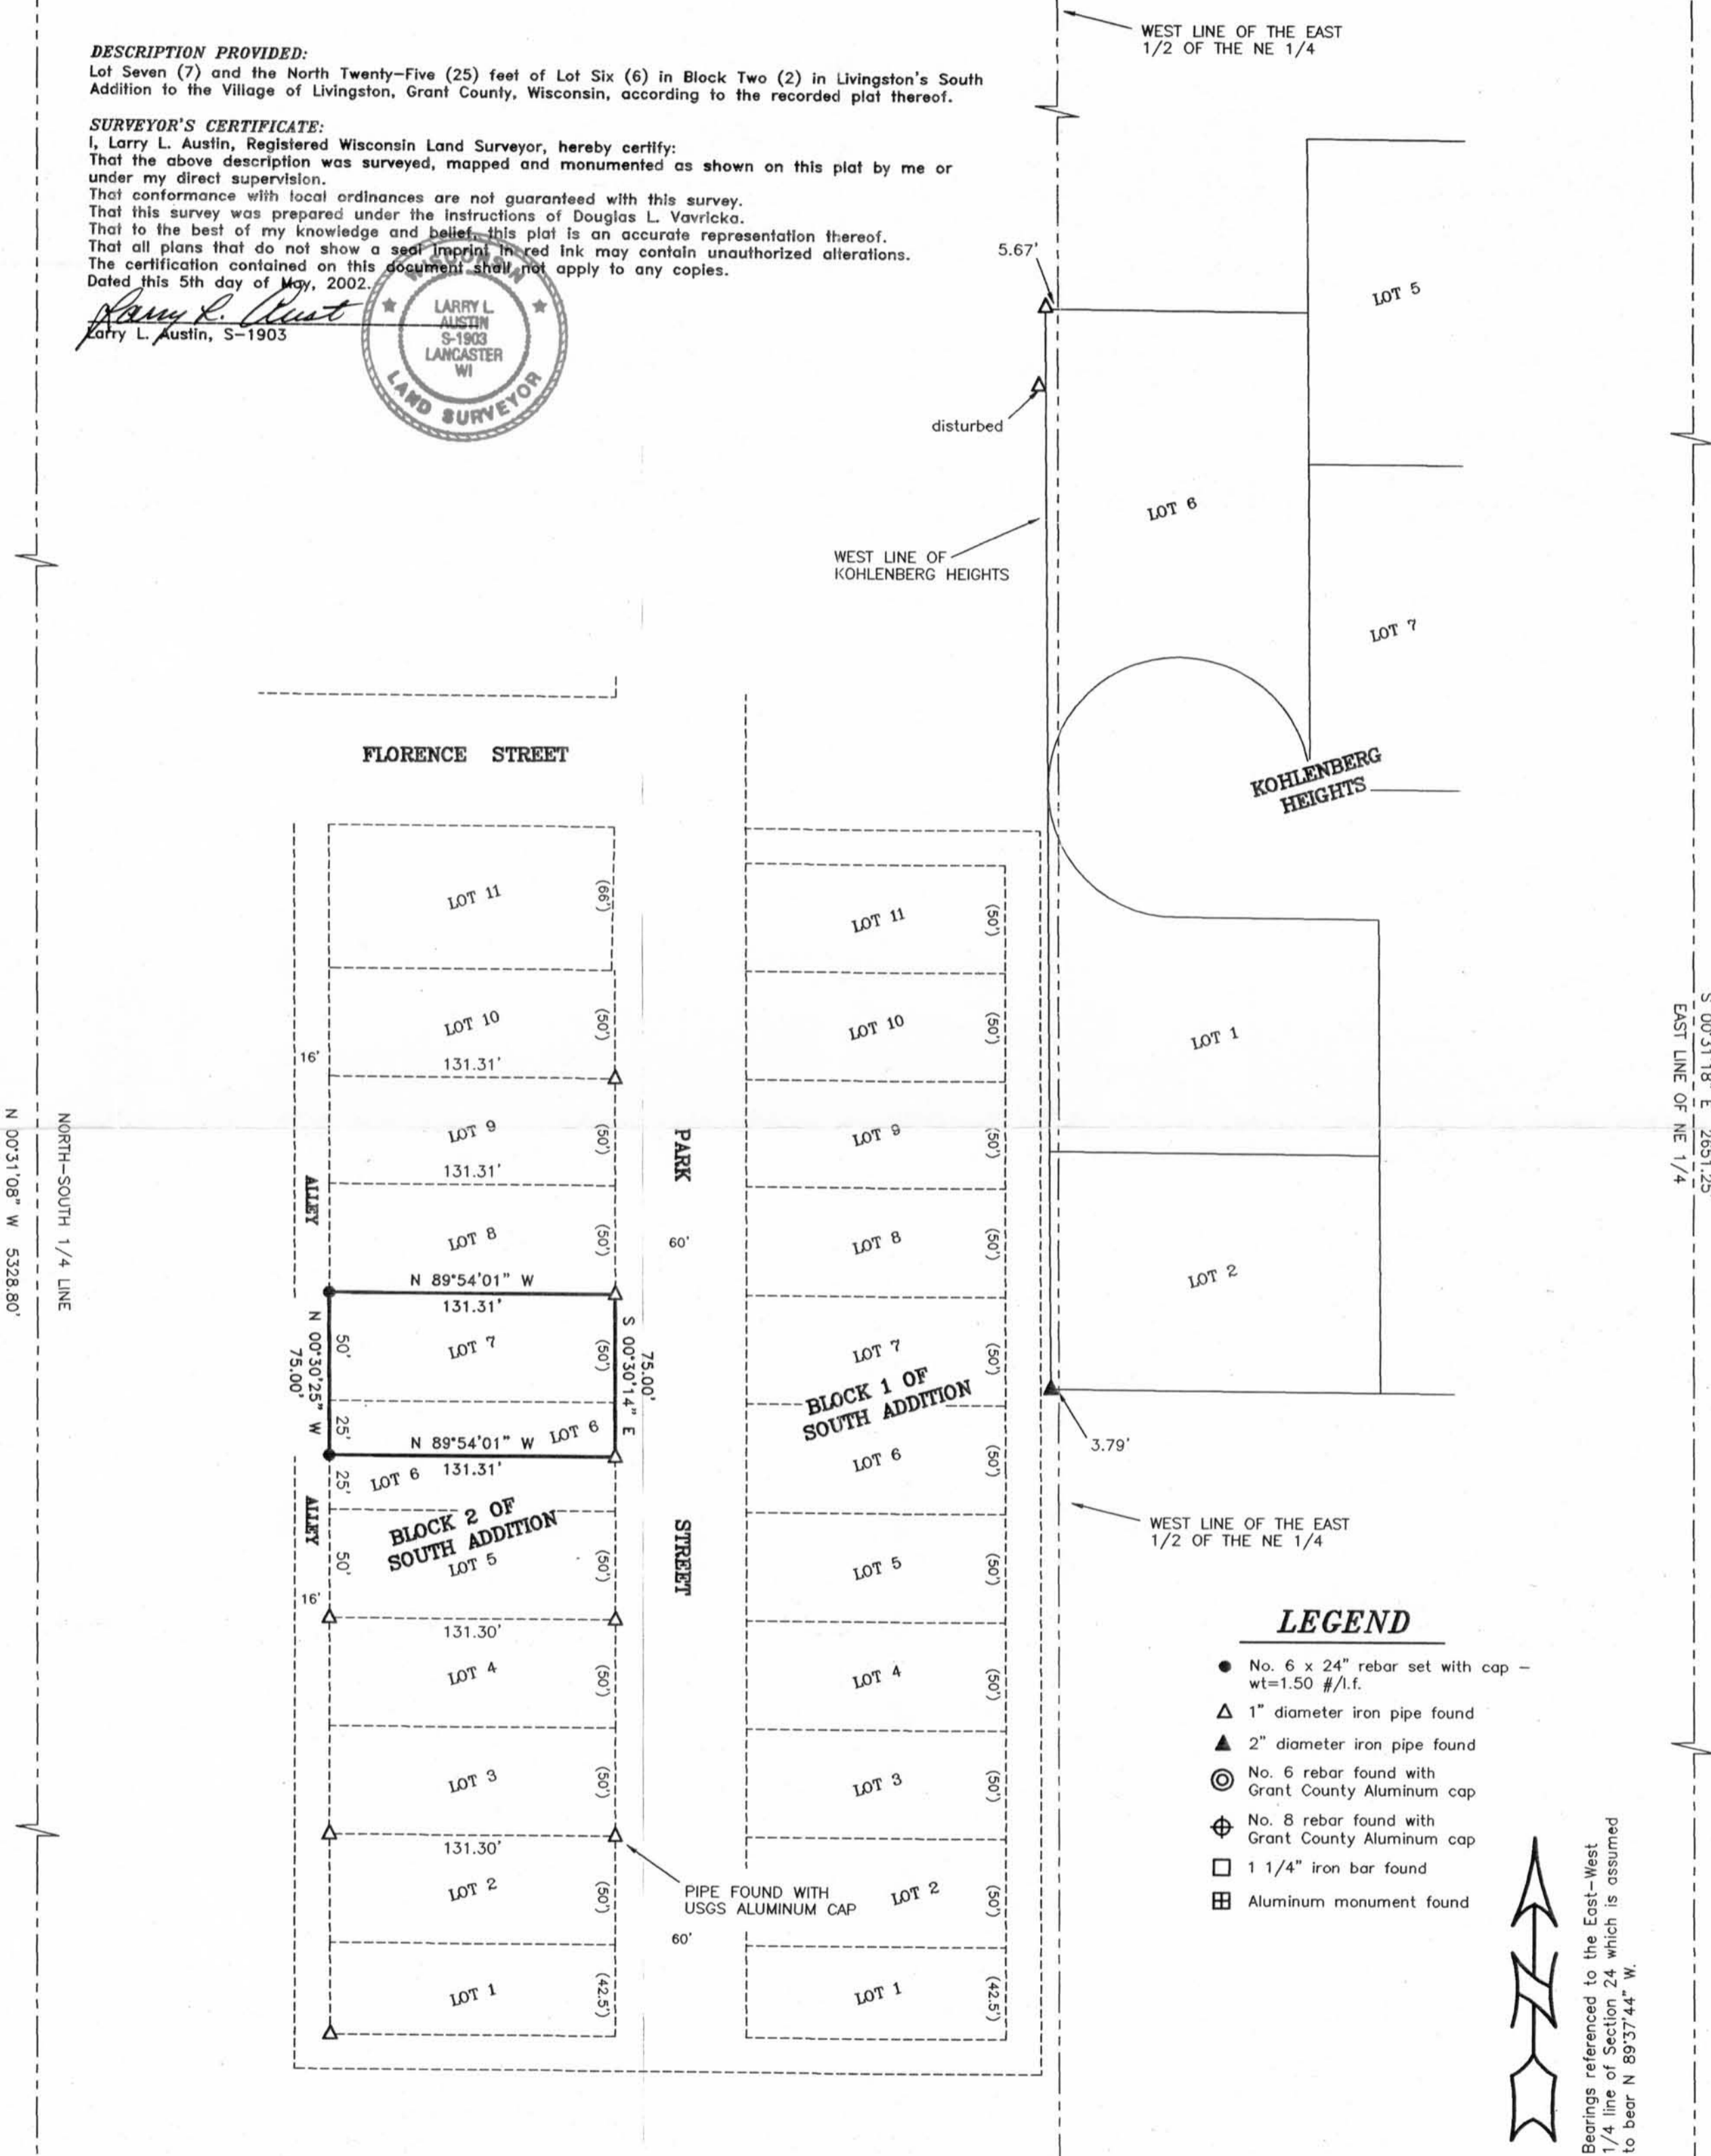 DESCRIPTION PROVIDED:
Lot Seven (7) and the North Twenty-Five (25) feet of Lot Six (6) in Block Two (2) in Livingston's South
Addition to the Village of Livingston, Grant County, Wisconsin, according to the recorded plat thereof.
SURVEYOR'S CERTIFICATE:
I, Larry L. Austin, Registered Wisconsin Land Surveyor, hereby certify:
That the above description was surveyed, mapped and monumented as shown on this plat by me or
under my direct supervision.
That conformance with local ordinances are not guaranteed with this survey.
That this survey was prepared under the instructions of Douglas L. Vavricka.
That to the best of my knowledge and belief, this plat is an accurate representation thereof.
That all plans that do not show a seal imprint in red ink may contain unauthorized alterations.
The certification contained on this document shall not apply to any copies.
Dated this 5th day of May, 2002.
Larry L. Austin, S-1903
WISCONSIN
LARRY L.
AUSTIN
S-1903
LANCASTER
WI
LAND SURVEYOR
WEST LINE OF THE EAST
1/2 OF THE NE 1/4
5.67'
disturbed
LOT 5
LOT 6
WEST LINE OF
KOHLENBERG HEIGHTS
LOT 7
KOHLENBERG
HEIGHTS
LOT 1
LOT 2
3.79'
WEST LINE OF THE EAST
1/2 OF THE NE 1/4
S 00°31'18" E 2651.25'
EAST LINE OF NE 1/4
NORTH-SOUTH 1/4 LINE
N 00°31'08" W 5328.80'
FLORENCE STREET
LOT 11
(66')
LOT 10
(50')
131.31'
16'
LOT 9
(50')
131.31'
ALLEY
LOT 8
(50')
N 89°54'01" W
131.31'
LOT 7
50'
(50')
N 00°30'25" W
75.00'
S 00°30'14" E
75.00'
25'
LOT 6
N 89°54'01" W
131.31'
25'
LOT 6
ALLEY
BLOCK 2 OF
SOUTH ADDITION
LOT 5
50'
(50')
16'
131.30'
LOT 4
(50')
LOT 3
(50')
131.30'
LOT 2
(50')
LOT 1
(42.5')
PARK
60'
STREET
PIPE FOUND WITH
USGS ALUMINUM CAP
60'
LOT 11
(50')
LOT 10
(50')
LOT 9
(50')
LOT 8
(50')
LOT 7
(50')
BLOCK 1 OF
SOUTH ADDITION
LOT 6
(50')
LOT 5
(50')
LOT 4
(50')
LOT 3
(50')
LOT 2
(50')
LOT 1
(42.5')
LEGEND
No. 6 x 24" rebar set with cap -
wt=1.50 #/l.f.
1" diameter iron pipe found
2" diameter iron pipe found
No. 6 rebar found with
Grant County Aluminum cap
No. 8 rebar found with
Grant County Aluminum cap
1 1/4" iron bar found
Aluminum monument found
N
Bearings referenced to the East-West
1/4 line of Section 24 which is assumed
to bear N 89°37'44" W.